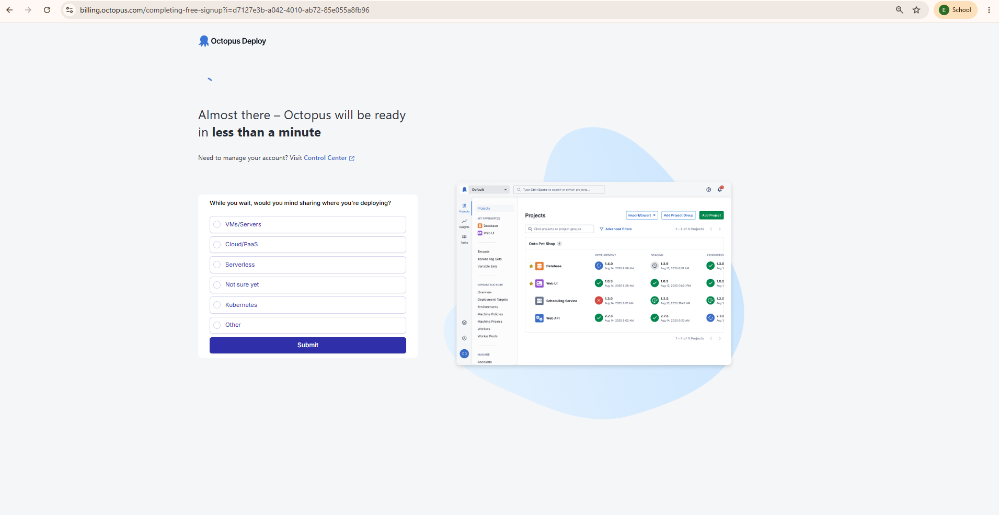 billing.octopus.com/completing-free-signup?i=d7127e3b-a042-4010-ab72-85e055a8fb96
E School
Octopus Deploy
Almost there – Octopus will be ready
in less than a minute
Need to manage your account? Visit Control Center
While you wait, would you mind sharing where you're deploying?
VMs/Servers
Cloud/PaaS
Serverless
Not sure yet
Kubernetes
Other
Submit
Default
Type Ctrl+Space to search or switch projects...
1
Projects
Insights
Tasks
OD
Projects
MY FAVOURITES
Database
Web UI
Tenants
Tenant Tag Sets
Variable Sets
INFRASTRUCTURE
Overview
Deployment Targets
Environments
Machine Policies
Machine Proxies
Workers
Worker Pools
MANAGE
Accounts
Projects
Import/Export
Add Project Group
Add Project
Find projects or project groups
Advanced filters
1 - 4 of 4 Projects
Octo Pet Shop 4
DEVELOPMENT STAGING PRODUCTIO
Database
1.4.0
Aug 14, 2025 6:56 AM
1.3.9
Aug 12, 2025 6:31 AM
1.3.8
Aug 1
Web UI
1.0.3
Aug 14, 2025 6:28 AM
1.0.2
Aug 12, 2025 04:21 PM
1.0.2
Aug 1
Scheduling Service
1.3.0
Aug 14, 2025 6:31 AM
1.2.5
Aug 13, 2025 11:42 AM
1.2.5
Aug 1
Web API
2.7.3
Aug 14, 2025 6:02 AM
2.7.3
Aug 14, 2025 6:23 AM
2.7.3
Aug 1
1 - 4 of 4 Projects